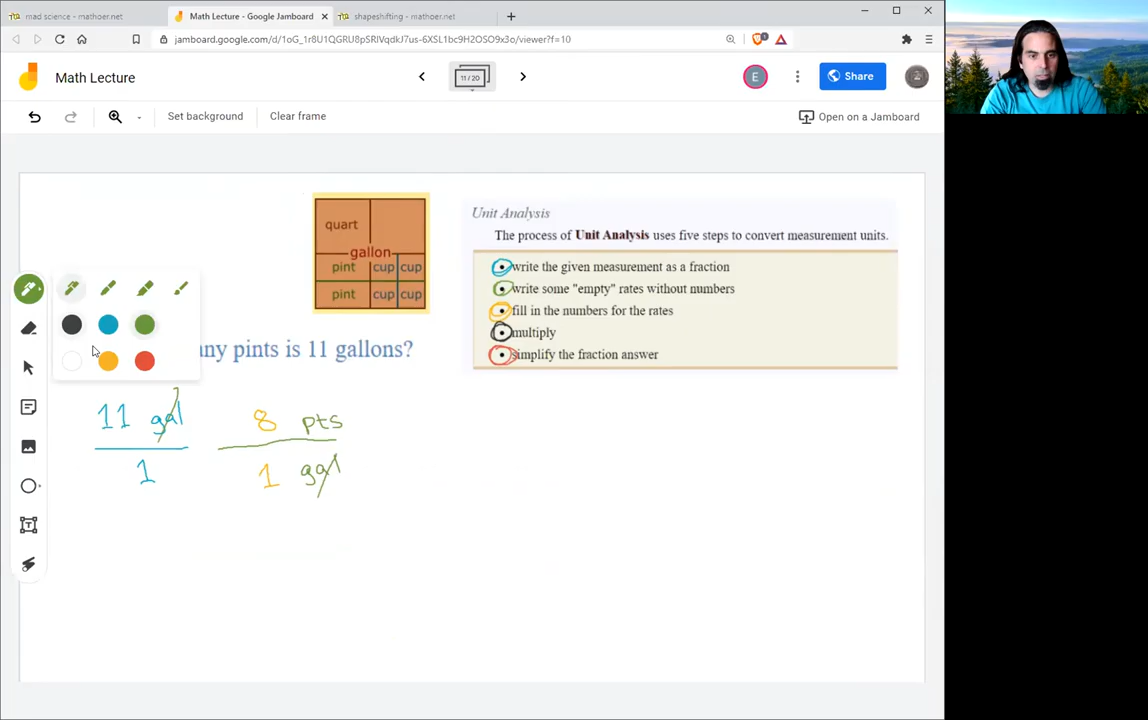 mad science - mathoer.net
Math Lecture - Google Jamboard
shapeshifting - mathoer.net
jamboard.google.com/d/1oG_1r8U1QGRU8pSRlVqdkJ7us-6XSL1bc9H2OSO9x3o/viewer?f=10
Math Lecture
11 / 20
E
Share
Set background
Clear frame
Open on a Jamboard
quart
gallon
pint cup cup
pint cup cup
Unit Analysis
The process of Unit Analysis uses five steps to convert measurement units.
• write the given measurement as a fraction
• write some "empty" rates without numbers
• fill in the numbers for the rates
• multiply
• simplify the fraction answer
any pints is 11 gallons?
11 gal 8 pts
1 1 gal